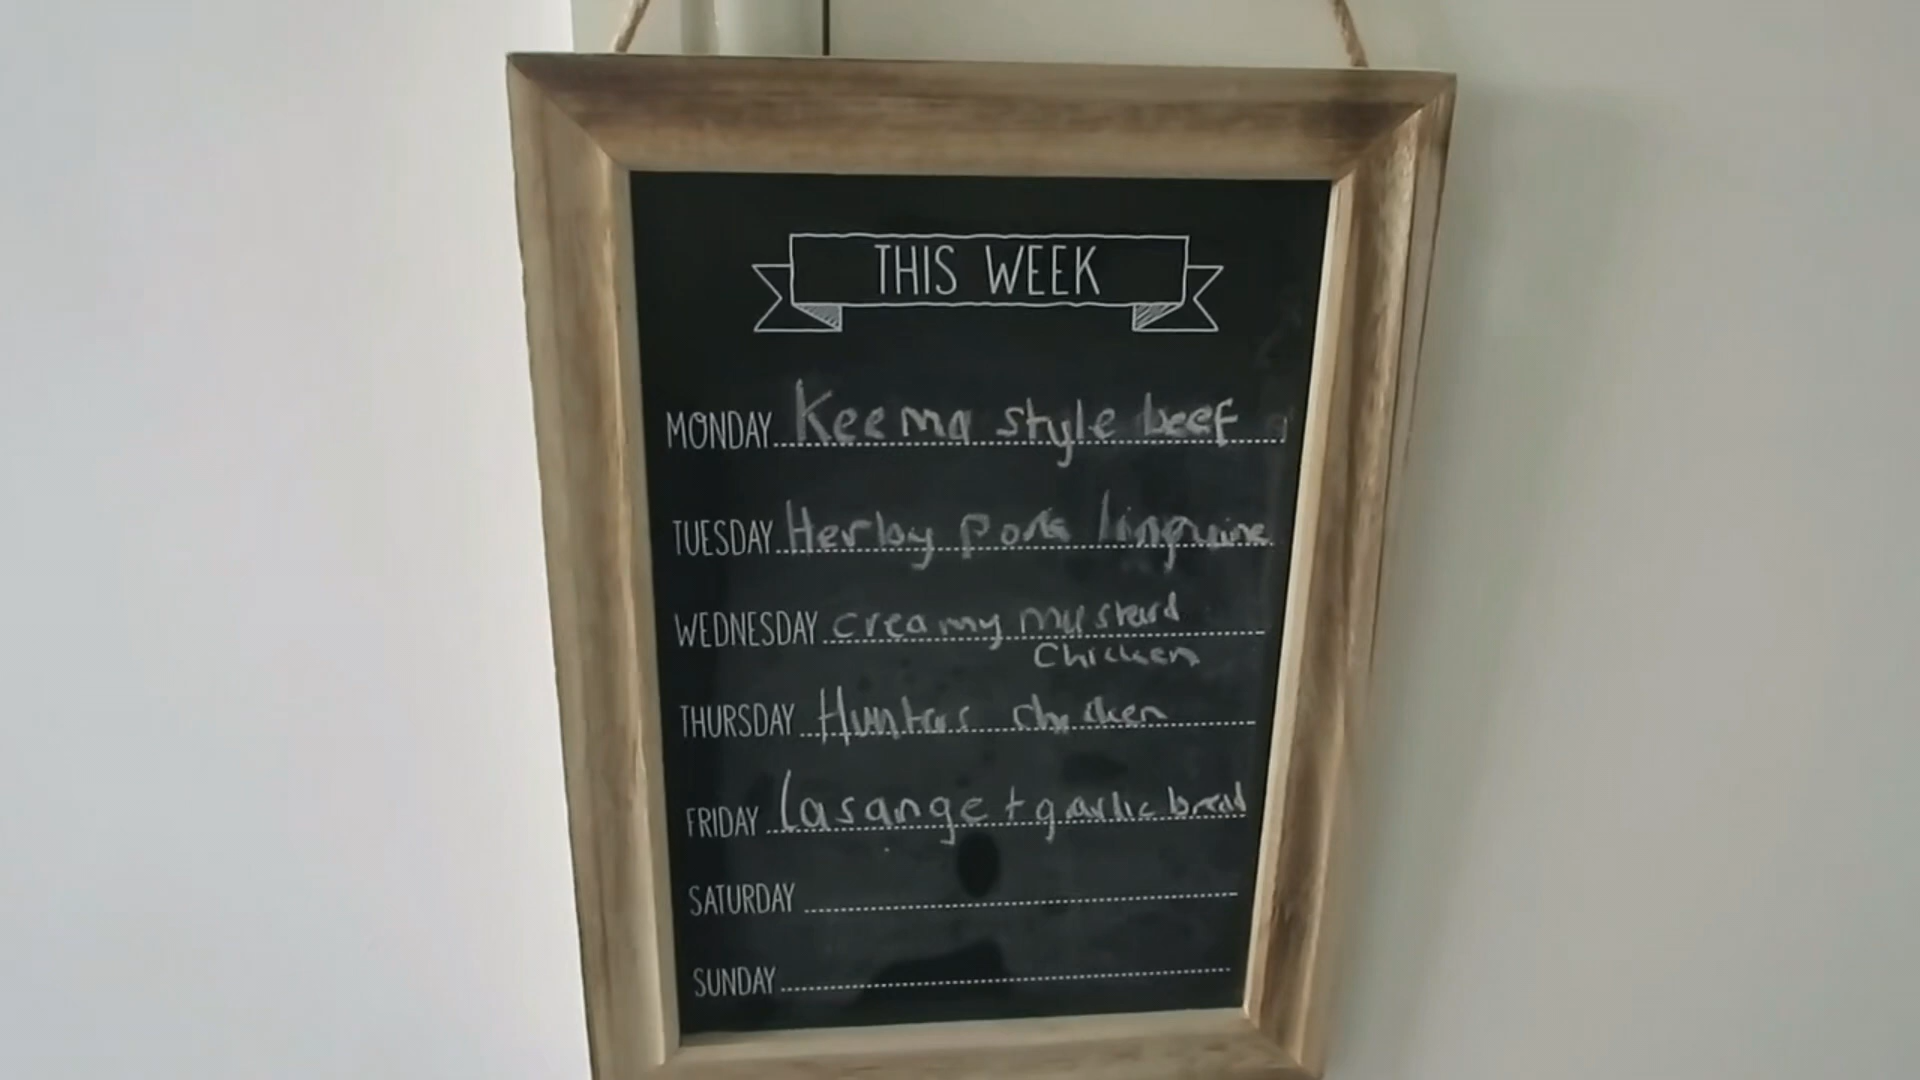 THIS WEEK
MONDAY Keema style beef
TUESDAY Herby Pork linguine
WEDNESDAY creamy mustard
Chicken
THURSDAY Hunters chicken
FRIDAY Lasange + garlic bread
SATURDAY
SUNDAY